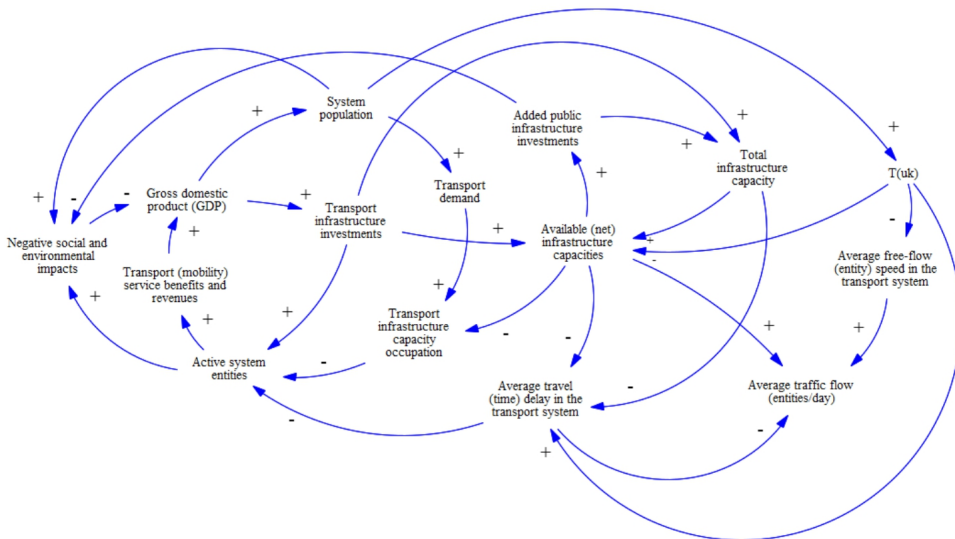 System
population
Added public
infrastructure
investments
Total
infrastructure
capacity
T(uk)
Gross domestic
product (GDP)
Transport
infrastructure
investments
Transport
demand
Available (net)
infrastructure
capacities
Negative social and
environmental
impacts
Transport (mobility)
service benefits and
revenues
Average free-flow
(entity) speed in the
transport system
Transport
infrastructure
capacity
occupation
Active system
entities
Average travel
(time) delay in the
transport system
Average traffic flow
(entities/day)
+
+
+
+
+
+
+
-
-
+
+
+
+
+
-
-
+
+
+
+
-
-
+
+
-
-
-
-
+